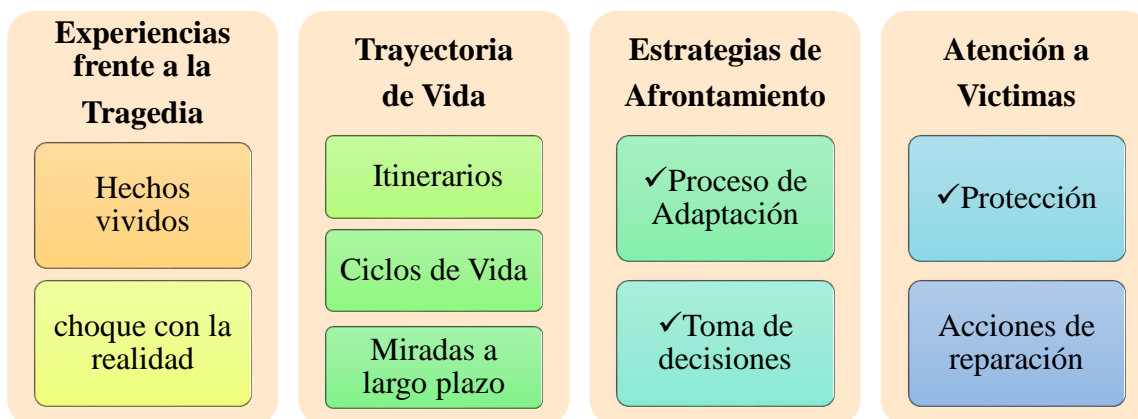 Experiencias
frente a la
Tragedia
Hechos
vividos
choque con la
realidad
Trayectoria
de Vida
Itinerarios
Ciclos de Vida
Miradas a
largo plazo
Estrategias de
Afrontamiento
✓Proceso de
Adaptación
✓Toma de
decisiones
Atención a
Victimas
✓Protección
Acciones de
reparación